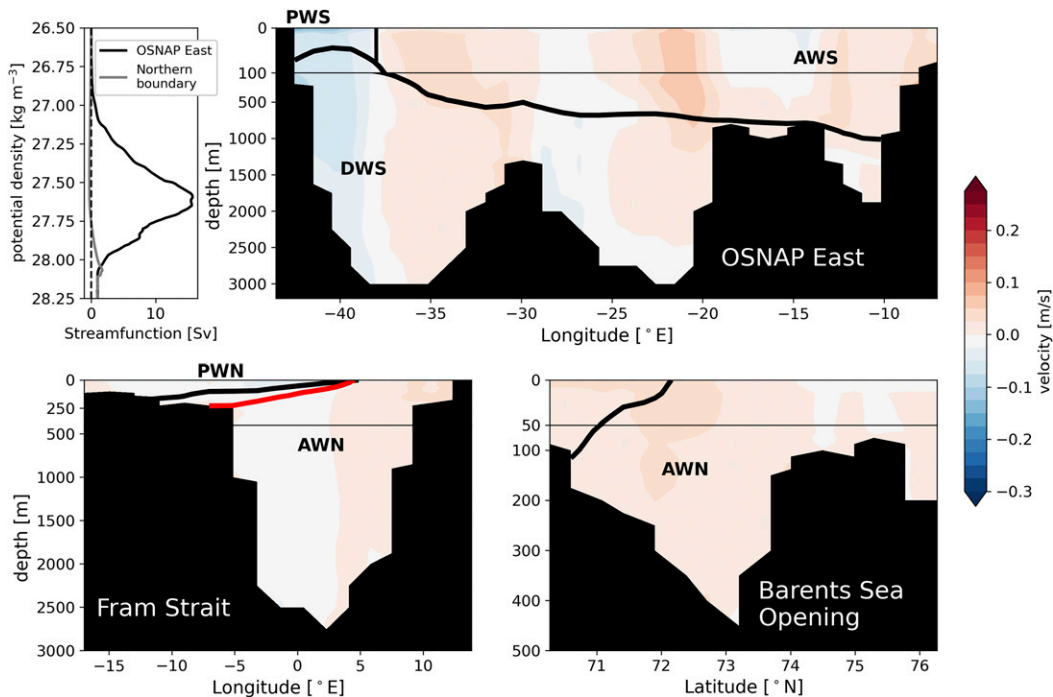 26.50
26.75
27.00
27.25
27.50
27.75
28.00
28.25
potential density [kg m⁻³]
OSNAP East
Northern
boundary
0
10
Streamfunction [Sv]
PWS
AWS
DWS
OSNAP East
0
100
500
1000
1500
2000
2500
3000
depth [m]
−40
−35
−30
−25
−20
−15
−10
Longitude [°E]
0.2
0.1
0.0
−0.1
−0.2
−0.3
velocity [m/s]
PWN
AWN
Fram Strait
0
250
500
1000
1500
2000
2500
3000
depth [m]
−15
−10
−5
0
5
10
Longitude [°E]
AWN
Barents Sea
Opening
0
50
100
200
300
400
500
71
72
73
74
75
76
Latitude [°N]